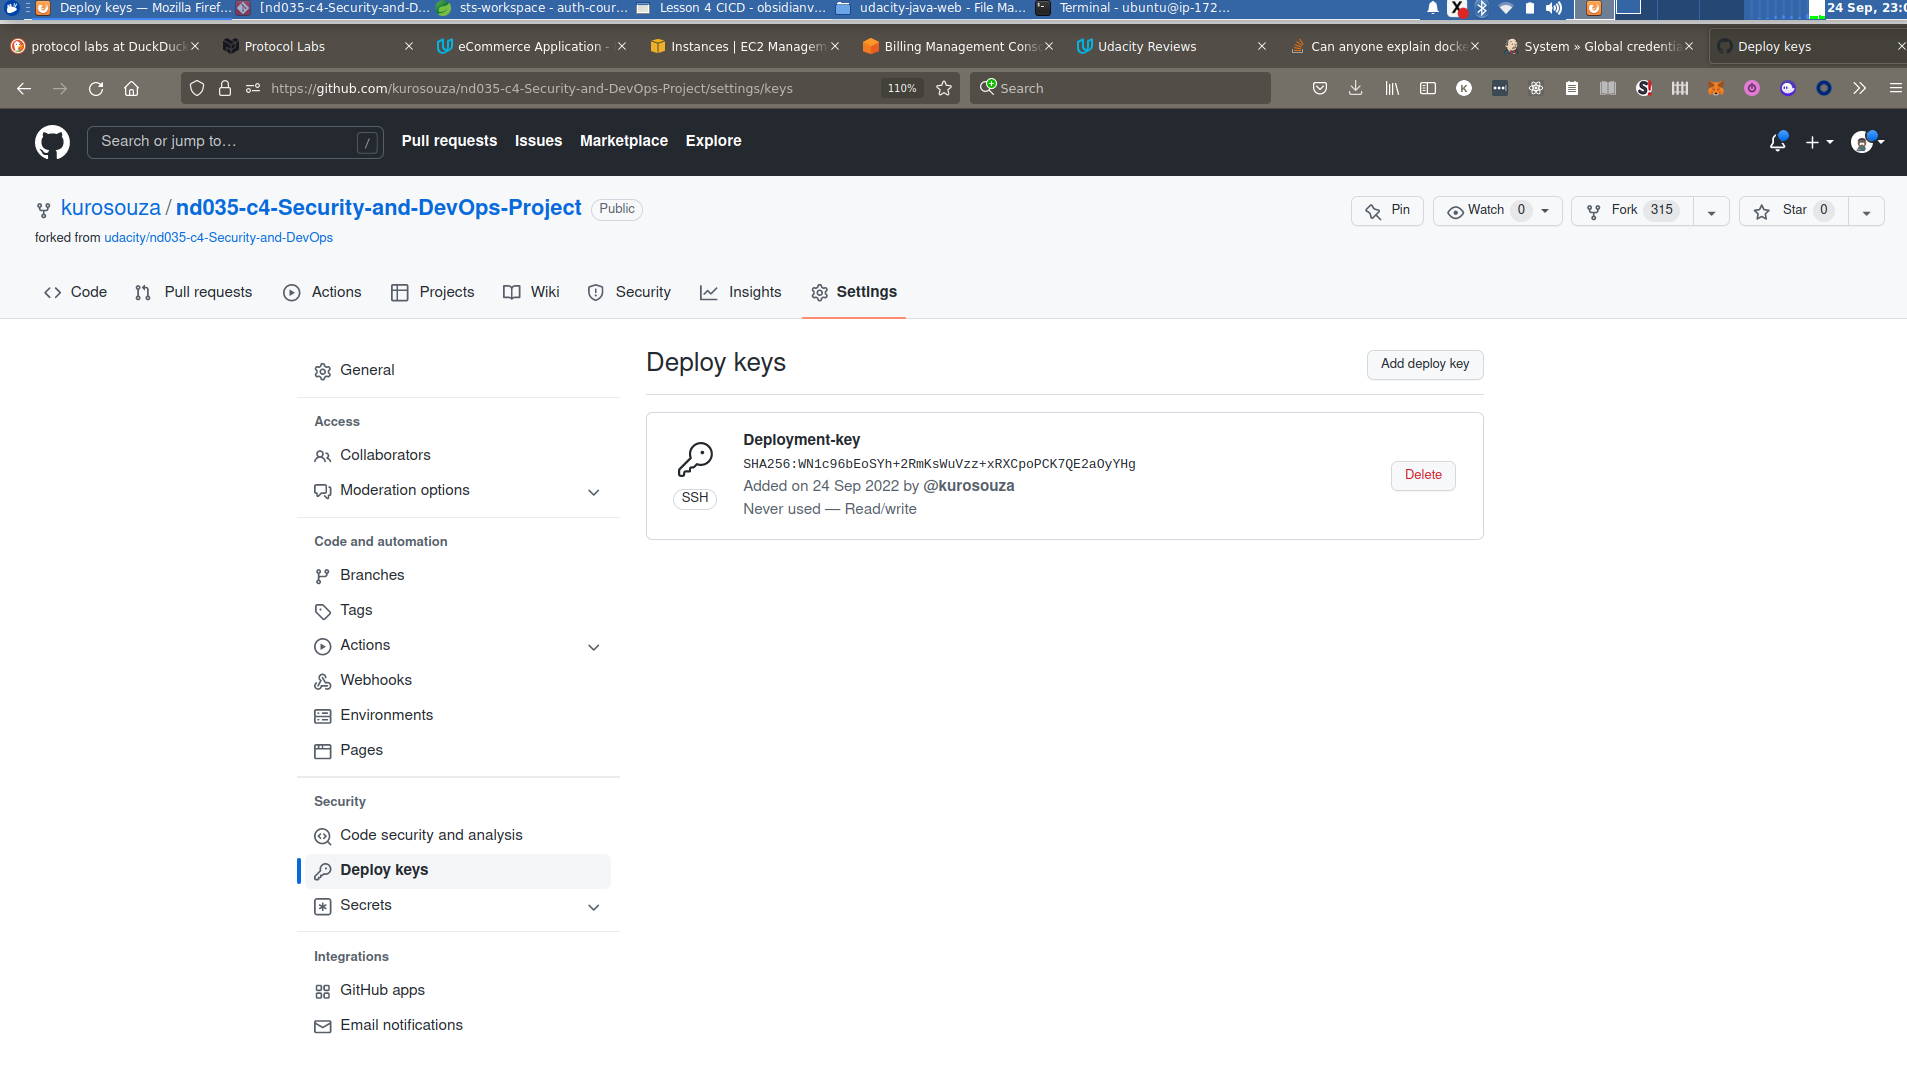 Deploy keys — Mozilla Firef... [nd035-c4-Security-and-D... sts-workspace - auth-cour... Lesson 4 CICD - obsidianv... udacity-java-web - File Ma... Terminal - ubuntu@ip-172... 24 Sep, 23:0
protocol labs at DuckDuck Protocol Labs eCommerce Application - Instances | EC2 Managem Billing Management Conso Udacity Reviews Can anyone explain docke System » Global credentia Deploy keys
https://github.com/kurosouza/nd035-c4-Security-and-DevOps-Project/settings/keys 110% Search
Search or jump to… / Pull requests Issues Marketplace Explore
kurosouza / nd035-c4-Security-and-DevOps-Project Public Pin Watch 0 Fork 315 Star 0
forked from udacity/nd035-c4-Security-and-DevOps
Code Pull requests Actions Projects Wiki Security Insights Settings
General
Access
Collaborators
Moderation options
Code and automation
Branches
Tags
Actions
Webhooks
Environments
Pages
Security
Code security and analysis
Deploy keys
Secrets
Integrations
GitHub apps
Email notifications
Deploy keys Add deploy key
Deployment-key
SHA256:WN1c96bEoSYh+2RmKsWuVzz+xRXCpoPCK7QE2aOyYHg
Added on 24 Sep 2022 by @kurosouza
Never used — Read/write
SSH
Delete